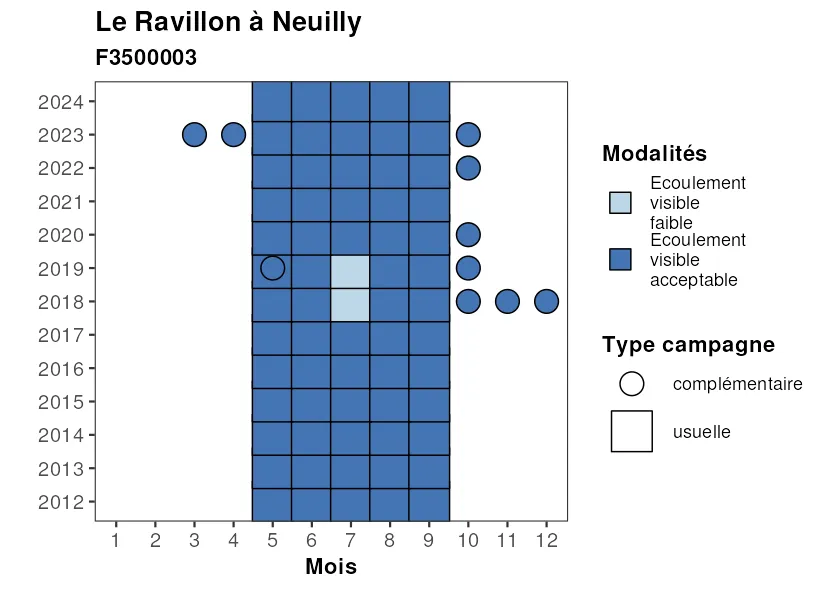 Le Ravillon à Neuilly
F3500003
2024
2023
2022
2021
2020
2019
2018
2017
2016
2015
2014
2013
2012
1 2 3 4 5 6 7 8 9 10 11 12
Mois
Modalités
Ecoulement
visible
faible
Ecoulement
visible
acceptable
Type campagne
complémentaire
usuelle